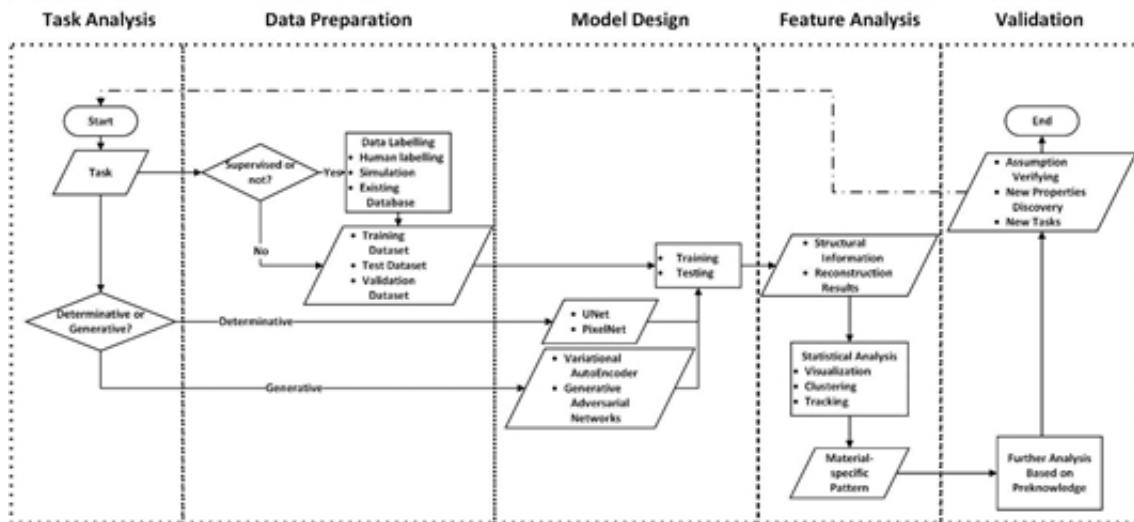 Task Analysis
Data Preparation
Model Design
Feature Analysis
Validation
Start
Task
Determinative or
Generative?
Supervised or
not?
Yes
No
Data Labelling
• Human labelling
• Simulation
• Existing
Database
• Training
Dataset
• Test Dataset
• Validation
Dataset
Determinative
Generative
• Training
• Testing
• UNet
• PixelNet
• Variational
AutoEncoder
• Generative
Adversarial
Networks
• Structural
Information
• Reconstruction
Results
Statistical Analysis
• Visualization
• Clustering
• Tracking
Material-
specific
Pattern
End
• Assumption
Verifying
• New Properties
Discovery
• New Tasks
Further Analysis
Based on
Preknowledge